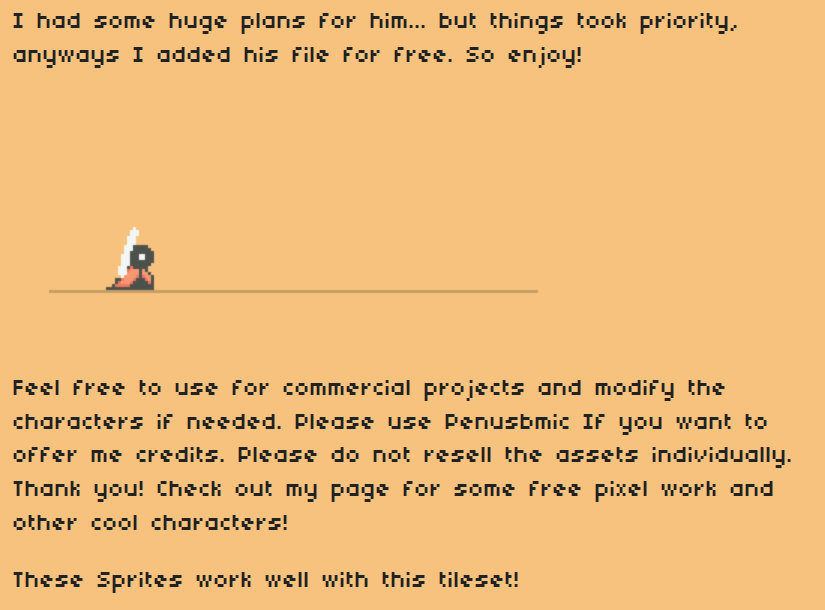 I had some huge plans for him... but things took priority,
anyways I added his file for free. So enjoy!
Feel free to use for commercial projects and modify the
characters if needed. Please use Penusbmic If you want to
offer me credits. Please do not resell the assets individually.
Thank you! Check out my page for some free pixel work and
other cool characters!
These Sprites work well with this tileset!